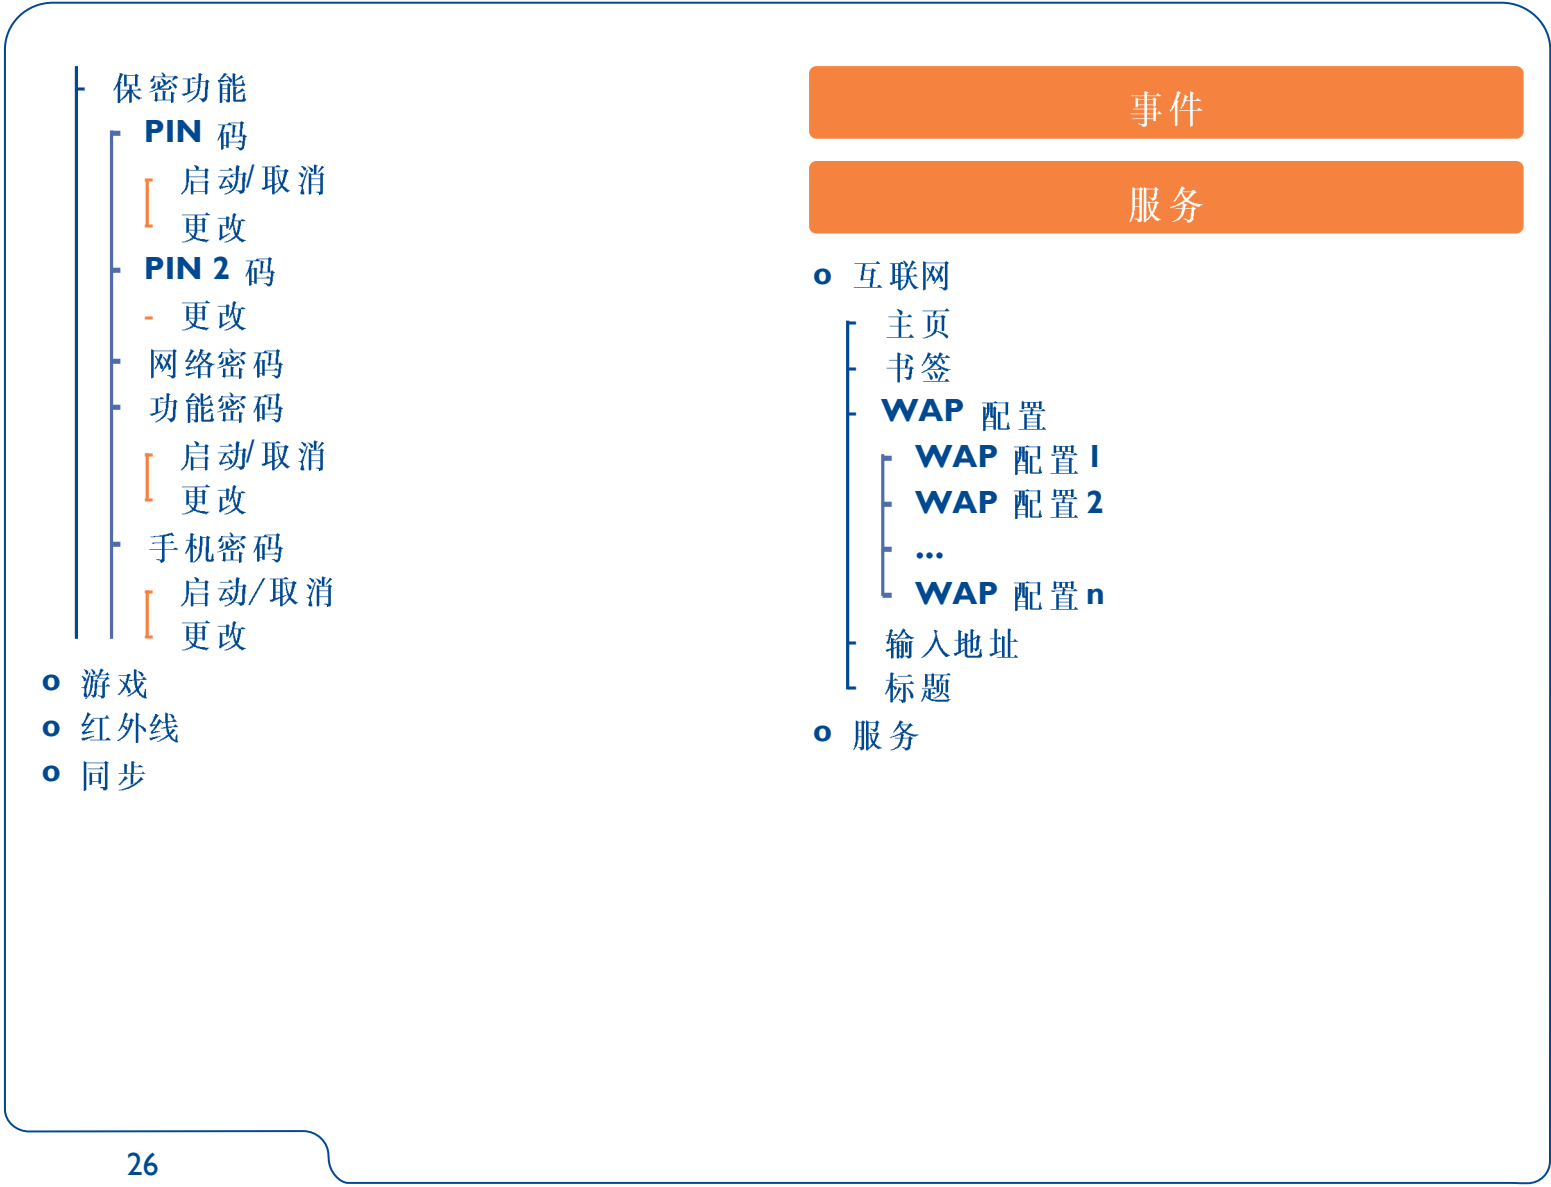 保密功能
PIN 码
启动/取消
更改
PIN 2 码
- 更改
网络密码
功能密码
启动/取消
更改
手机密码
启动/取消
更改
o 游戏
o 红外线
o 同步
事件
服务
o 互联网
主页
书签
WAP 配置
WAP 配置 1
WAP 配置 2
...
WAP 配置 n
输入地址
标题
o 服务
26